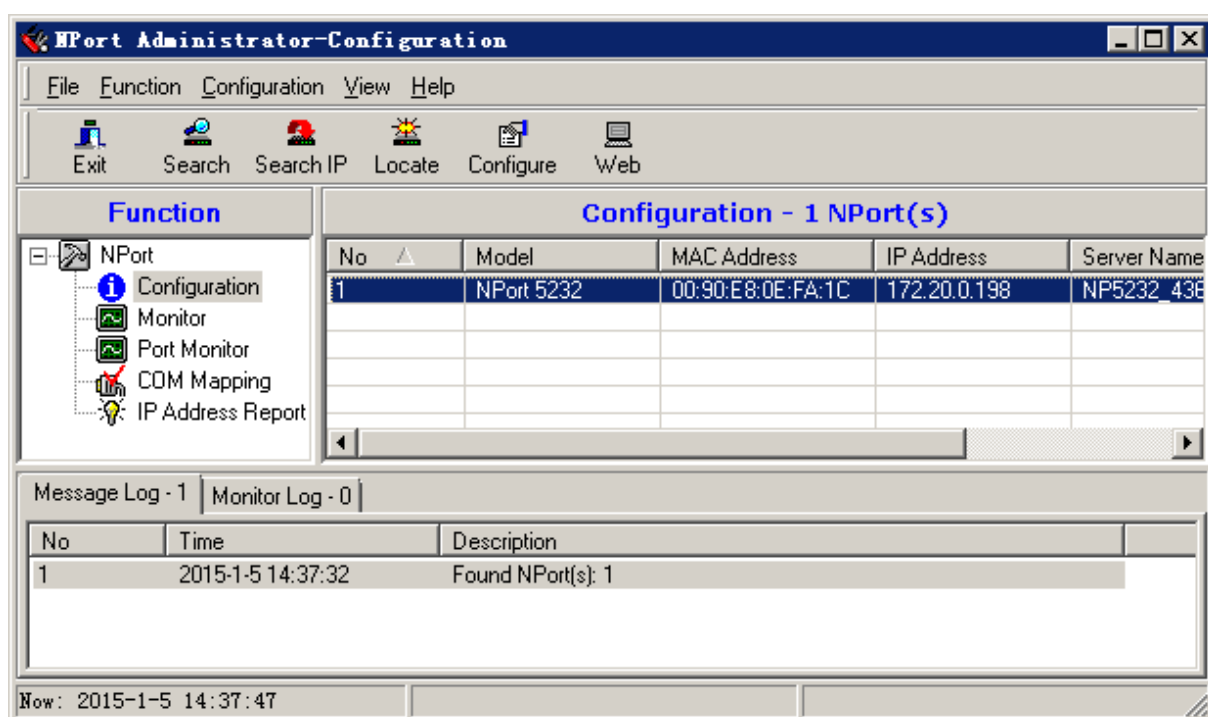 NPort Administrator-Configuration
File Function Configuration View Help
Exit Search Search IP Locate Configure Web
Function
Configuration - 1 NPort(s)
NPort
Configuration
Monitor
Port Monitor
COM Mapping
IP Address Report
No Model MAC Address IP Address Server Name
1 NPort 5232 00:90:E8:0E:FA:1C 172.20.0.198 NP5232_43E
Message Log - 1 Monitor Log - 0
No Time Description
1 2015-1-5 14:37:32 Found NPort(s): 1
Now: 2015-1-5 14:37:47